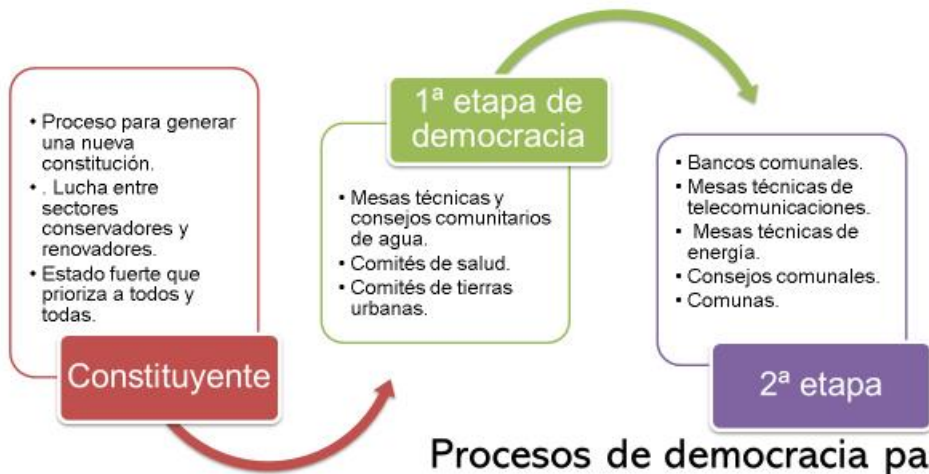 • Proceso para generar
una nueva
constitución.
• . Lucha entre
sectores
conservadores y
renovadores.
• Estado fuerte que
prioriza a todos y
todas.
Constituyente
1ª etapa de
democracia
• Mesas técnicas y
consejos comunitarios
de agua.
• Comités de salud.
• Comités de tierras
urbanas.
• Bancos comunales.
• Mesas técnicas de
telecomunicaciones.
• Mesas técnicas de
energía.
• Consejos comunales.
• Comunas.
2ª etapa
Procesos de democracia pa